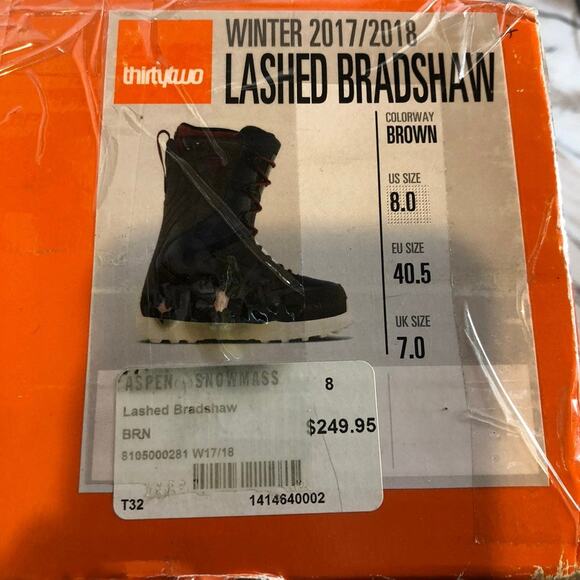 thirtytwo
WINTER 2017/2018
LASHED BRADSHAW
COLORWAY
BROWN
US SIZE
8.0
EU SIZE
40.5
UK SIZE
7.0
ASPEN SNOWMASS 8
Lashed Bradshaw
BRN $249.95
8105000281 W17/18
T32 1414640002